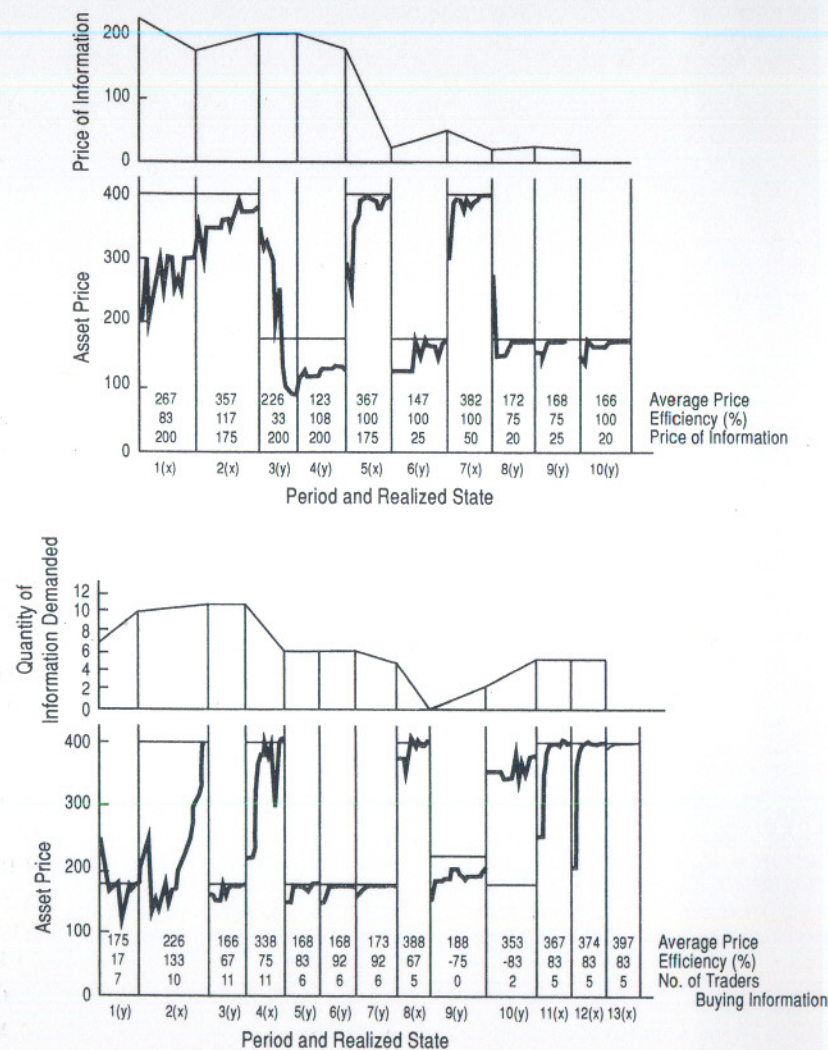 Price of Information
200
100
0
Asset Price
400
300
200
100
0
267 357 226 123 367 147 382 172 168 166 Average Price
83 117 33 108 100 100 100 75 75 100 Efficiency (%)
200 175 200 200 175 25 50 20 25 20 Price of Information
1(x) 2(x) 3(y) 4(y) 5(x) 6(y) 7(x) 8(y) 9(y) 10(y)
Period and Realized State
Quantity of
Information Demanded
12
10
8
6
4
2
0
Asset Price
400
300
200
100
0
175 226 166 338 168 168 173 388 188 353 367 374 397 Average Price
17 133 67 75 83 92 92 67 -75 -83 83 83 83 Efficiency (%)
7 10 11 11 6 6 6 5 0 2 5 5 5 No. of Traders
Buying Information
1(y) 2(x) 3(y) 4(x) 5(y) 6(y) 7(y) 8(x) 9(y) 10(y) 11(x) 12(x) 13(x)
Period and Realized State